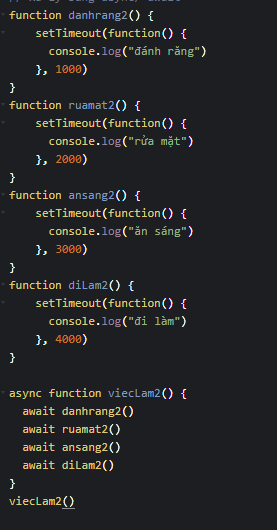 function danhrang2() {
    setTimeout(function() {
      console.log("đánh răng")
    }, 1000)
}
function ruamat2() {
    setTimeout(function() {
      console.log("rửa mặt")
    }, 2000)
}
function ansang2() {
    setTimeout(function() {
      console.log("ăn sáng")
    }, 3000)
}
function diLam2() {
    setTimeout(function() {
      console.log("đi làm")
    }, 4000)
}

async function viecLam2() {
  await danhrang2()
  await ruamat2()
  await ansang2()
  await diLam2()
}
viecLam2()